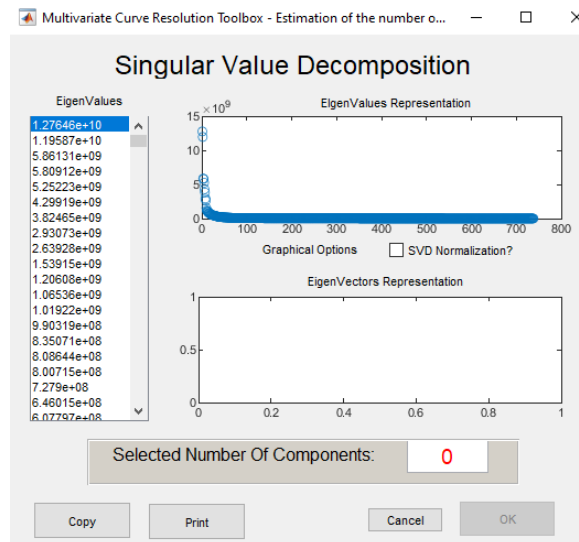 Multivariate Curve Resolution Toolbox - Estimation of the number o...
Singular Value Decomposition
EigenValues
1.27646e+10
1.19587e+10
5.86131e+09
5.80912e+09
5.25223e+09
4.29919e+09
3.82465e+09
2.93073e+09
2.63928e+09
1.53915e+09
1.20608e+09
1.06536e+09
1.01922e+09
9.90319e+08
8.35071e+08
8.08644e+08
8.00715e+08
7.279e+08
6.46015e+08
6.07797e+08
EIgenValues Representation
×10^9
15
10
5
0
0 100 200 300 400 500 600 700 800
Graphical Options
SVD Normalization?
EigenVectors Representation
1
0.5
0
0 0.2 0.4 0.6 0.8 1
Selected Number Of Components: 0
Copy Print Cancel OK